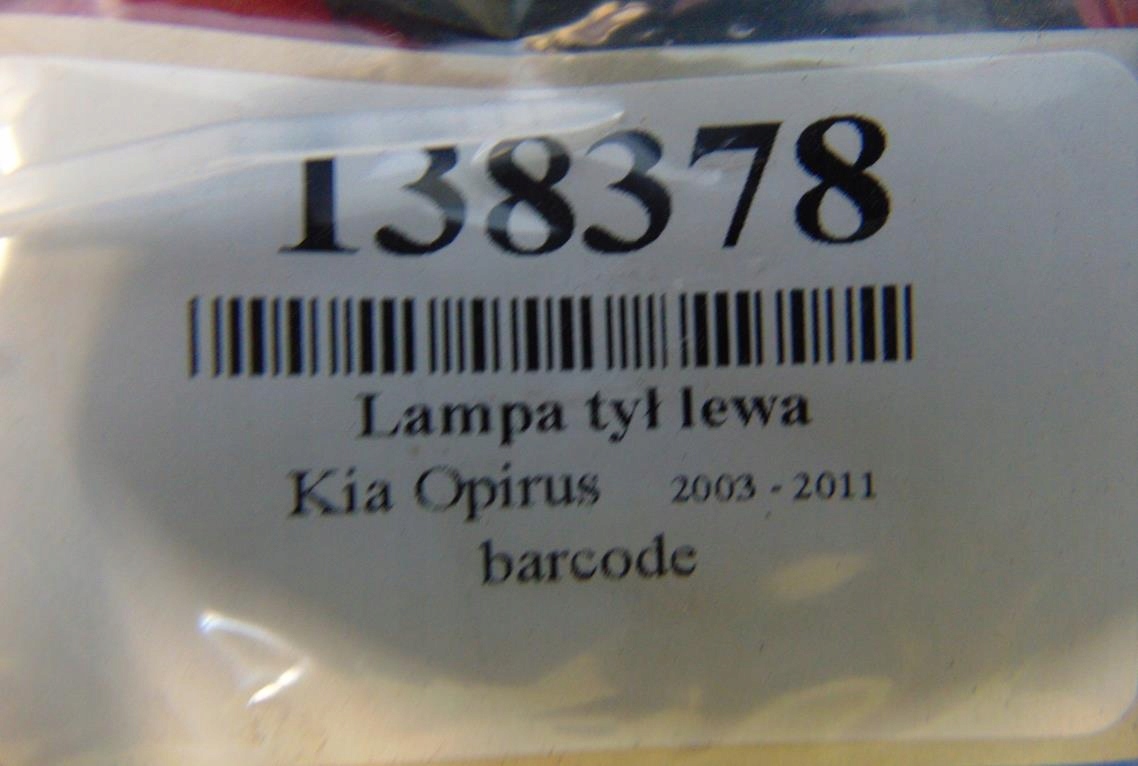 138378
Lampa tył lewa
Kia Opirus 2003 - 2011
barcode